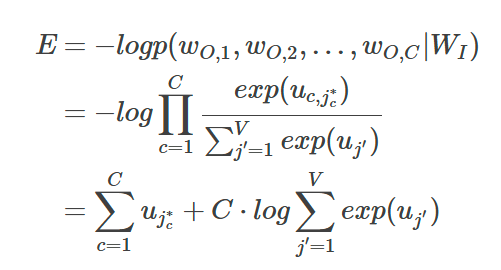 E = −logp(w_{O,1}, w_{O,2}, . . . , w_{O,C}|W_I)
= −log ∏_{c=1}^{C} \frac{exp(u_{c,j_c^*})}{∑_{j'=1}^{V} exp(u_{j'})}
= ∑_{c=1}^{C} u_{j_c^*} + C · log ∑_{j'=1}^{V} exp(u_{j'})